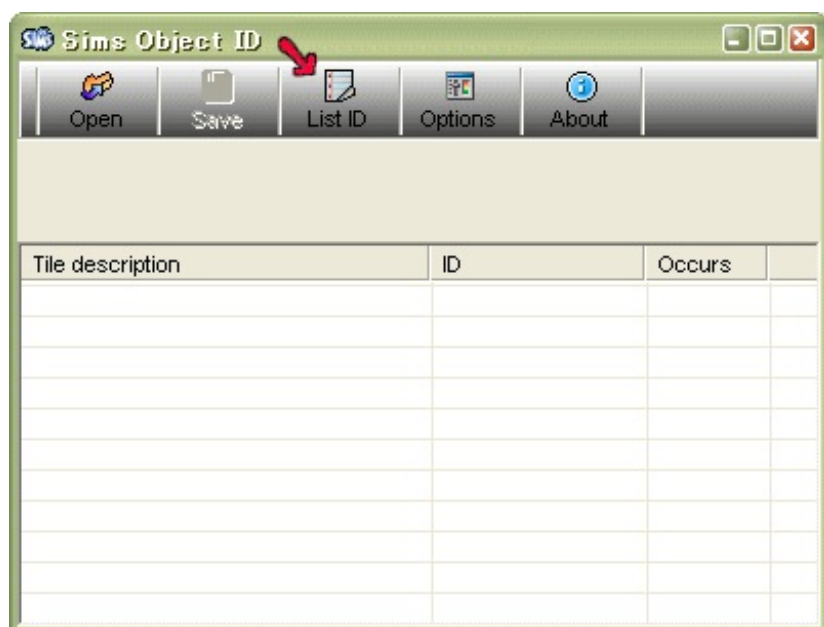 Sims Object ID
Open Save List ID Options About
Tile description ID Occurs